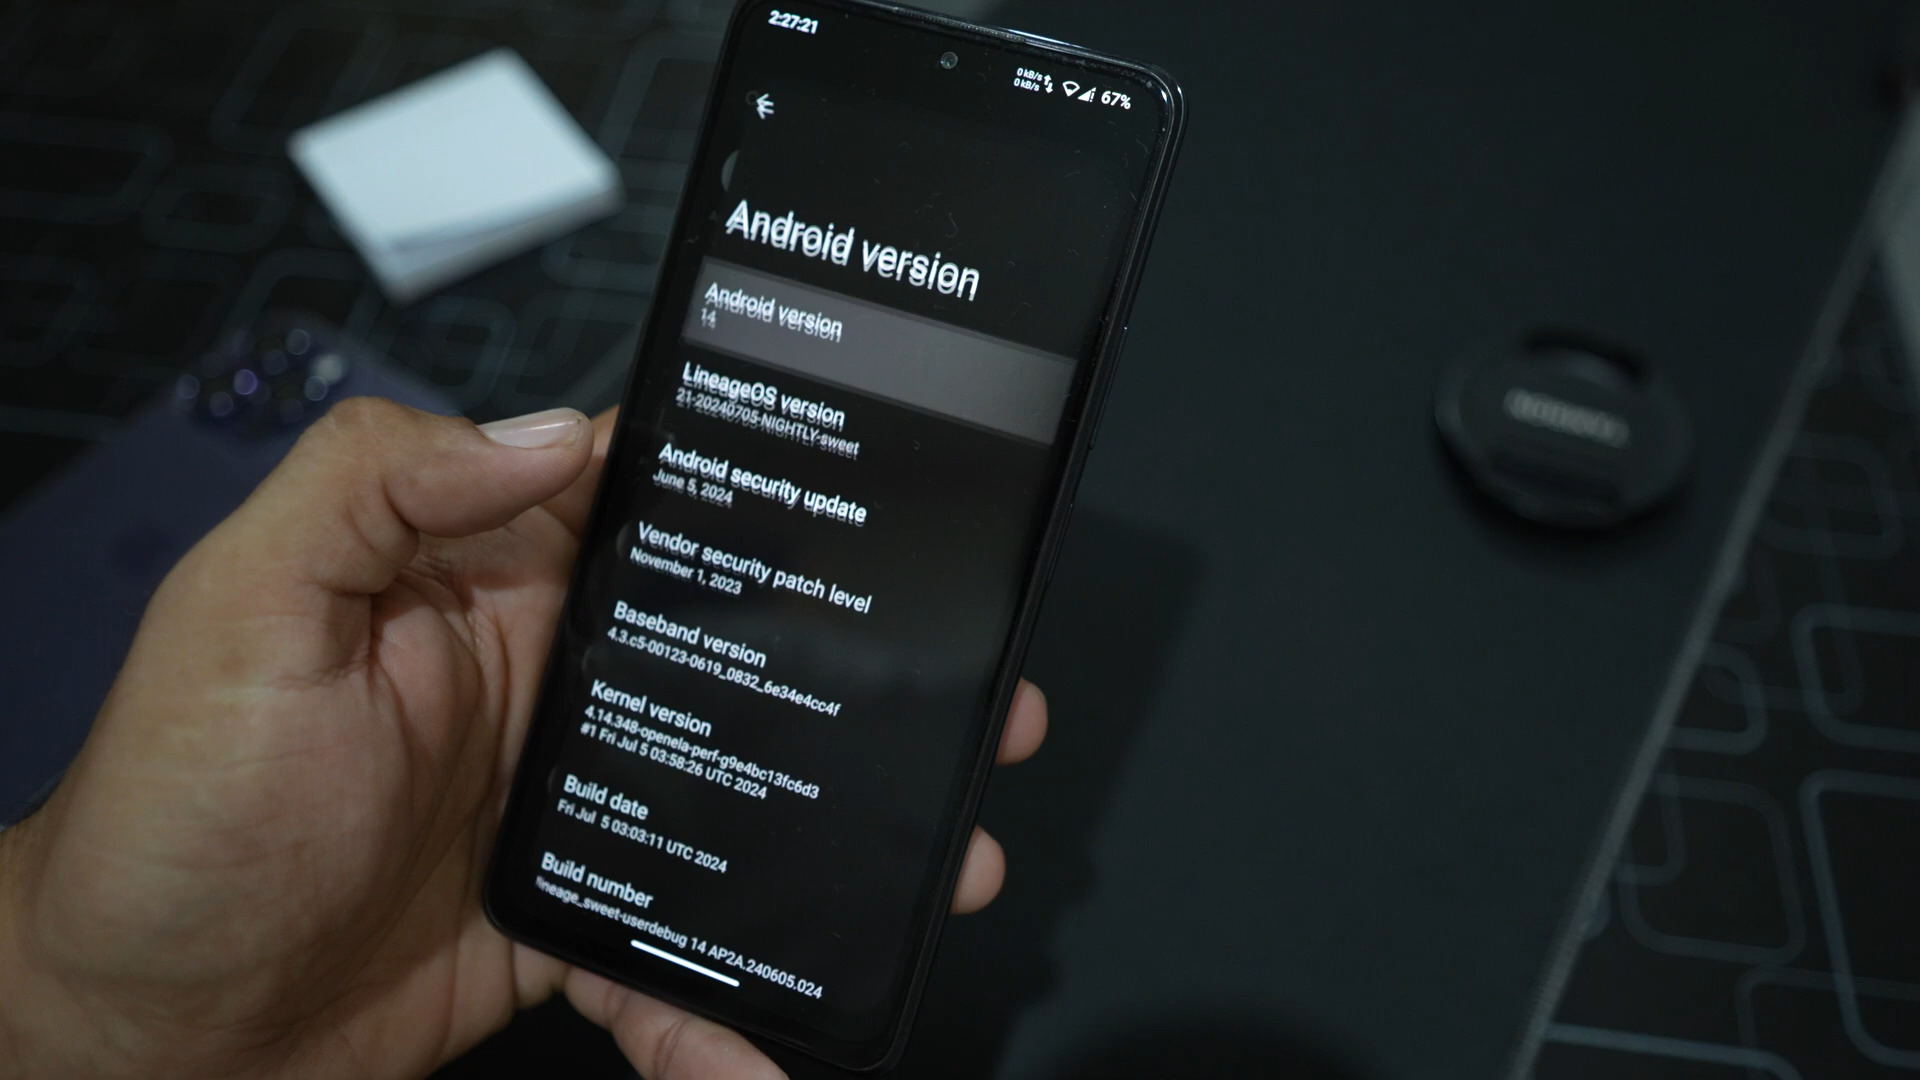 2:27:21
0 kB/s
0 kB/s
67%
Android version
Android version
14
LineageOS version
21-20240705-NIGHTLY-sweet
Android security update
June 5, 2024
Vendor security patch level
November 1, 2023
Baseband version
4.3.c5-00123-0619_0832_6e34e4cc4f
Kernel version
4.14.348-openela-perf-g9e4bc13fc6d3
#1 Fri Jul 5 03:58:26 UTC 2024
Build date
Fri Jul 5 03:03:11 UTC 2024
Build number
lineage_sweet-userdebug 14 AP2A.240605.024